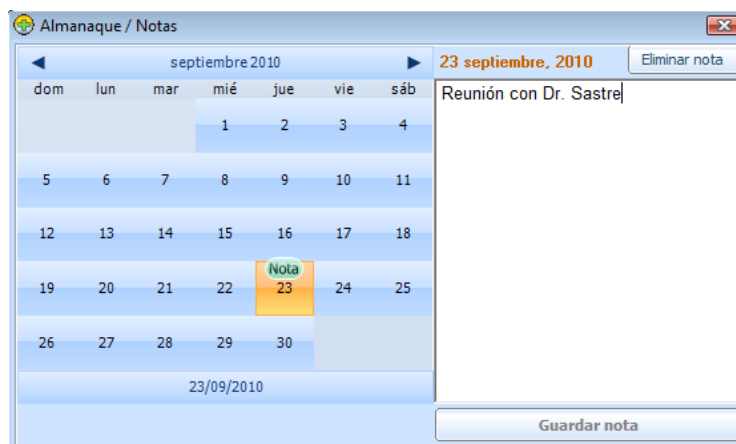 Almanaque / Notas
septiembre 2010
dom lun mar mié jue vie sáb
1 2 3 4
5 6 7 8 9 10 11
12 13 14 15 16 17 18
Nota
19 20 21 22 23 24 25
26 27 28 29 30
23/09/2010
23 septiembre, 2010
Eliminar nota
Reunión con Dr. Sastre
Guardar nota